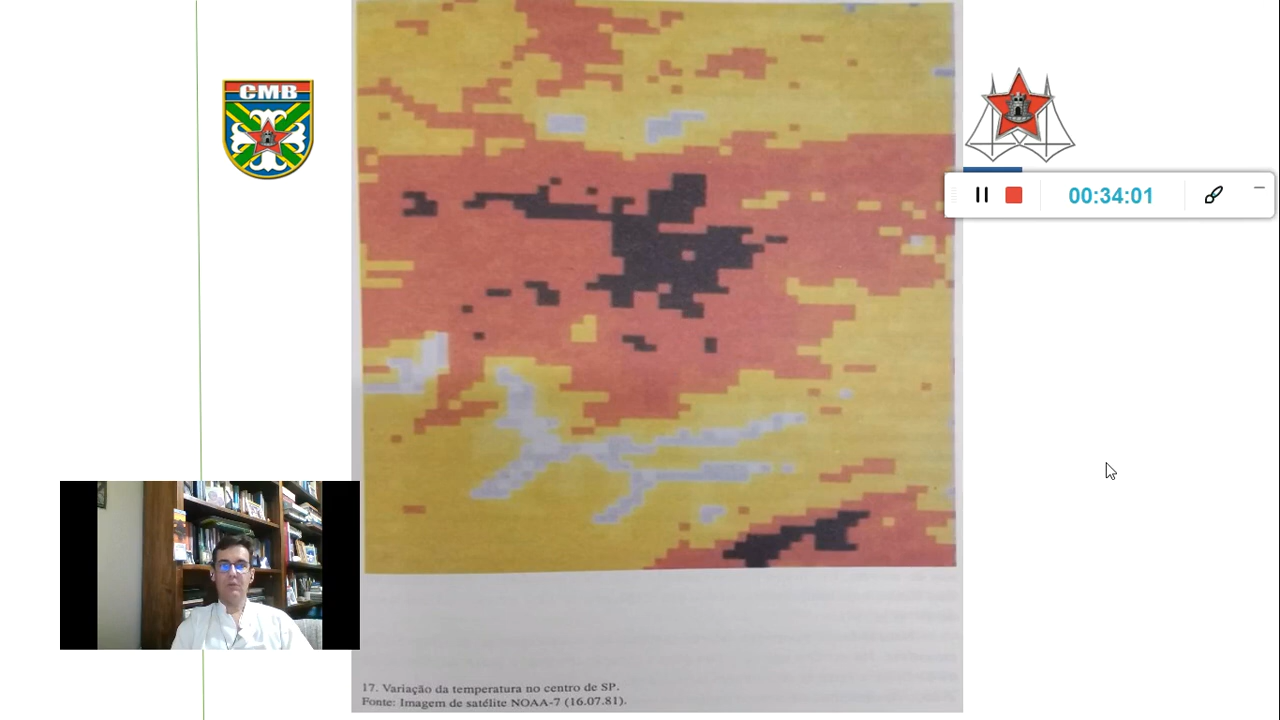 CMB
00:34:01
17. Variação da temperatura no centro de SP.
Fonte: Imagem de satélite NOAA-7 (16.07.81).